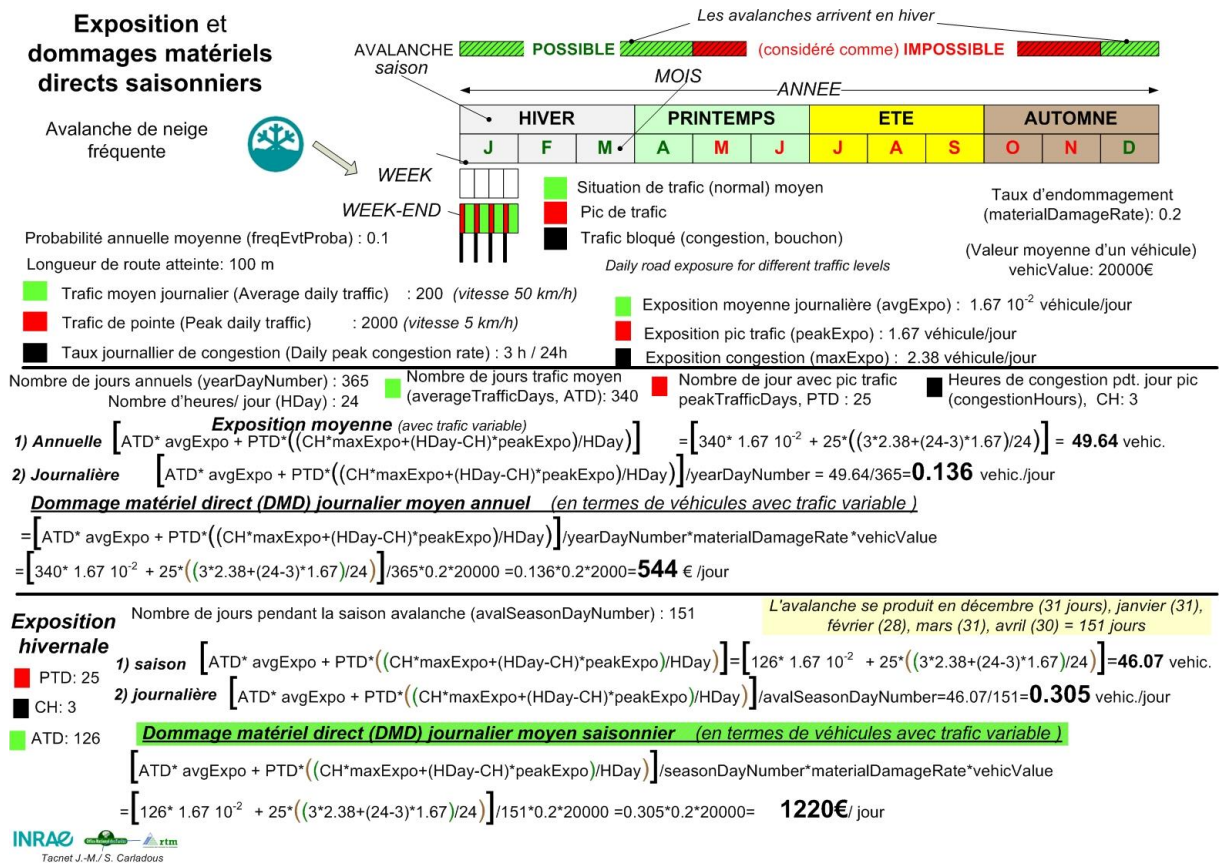 Exposition et
dommages matériels
directs saisonniers
Avalanche de neige
fréquente
Les avalanches arrivent en hiver
AVALANCHE
saison
POSSIBLE
(considéré comme) IMPOSSIBLE
MOIS
ANNEE
HIVER PRINTEMPS ETE AUTOMNE
J F M A M J J A S O N D
WEEK
WEEK-END
Situation de trafic (normal) moyen
Pic de trafic
Trafic bloqué (congestion, bouchon)
Taux d'endommagement
(materialDamageRate): 0.2
(Valeur moyenne d'un véhicule)
vehicValue: 20000€
Probabilité annuelle moyenne (freqEvtProba) : 0.1
Longueur de route atteinte: 100 m
Daily road exposure for different traffic levels
Trafic moyen journalier (Average daily traffic) : 200 (vitesse 50 km/h)
Trafic de pointe (Peak daily traffic) : 2000 (vitesse 5 km/h)
Taux journallier de congestion (Daily peak congestion rate) : 3 h / 24h
Exposition moyenne journalière (avgExpo) : 1.67 10⁻² véhicule/jour
Exposition pic trafic (peakExpo) : 1.67 véhicule/jour
Exposition congestion (maxExpo) : 2.38 véhicule/jour
Nombre de jours annuels (yearDayNumber) : 365
Nombre d'heures/ jour (HDay) : 24
Nombre de jours trafic moyen
(averageTrafficDays, ATD): 340
Nombre de jour avec pic trafic
peakTrafficDays, PTD : 25
Heures de congestion pdt. jour pic
(congestionHours), CH: 3
Exposition moyenne (avec trafic variable)
1) Annuelle [ATD* avgExpo + PTD*((CH*maxExpo+(HDay-CH)*peakExpo)/HDay)] =[340* 1.67 10⁻² + 25*((3*2.38+(24-3)*1.67)/24)] = 49.64 vehic.
2) Journalière [ATD* avgExpo + PTD*((CH*maxExpo+(HDay-CH)*peakExpo)/HDay)]/yearDayNumber = 49.64/365=0.136 vehic./jour
Dommage matériel direct (DMD) journalier moyen annuel (en termes de véhicules avec trafic variable )
=[ATD* avgExpo + PTD*((CH*maxExpo+(HDay-CH)*peakExpo)/HDay)]/yearDayNumber*materialDamageRate*vehicValue
=[340* 1.67 10⁻² + 25*((3*2.38+(24-3)*1.67)/24)]/365*0.2*20000 =0.136*0.2*2000=544 € /jour
Exposition
hivernale
Nombre de jours pendant la saison avalanche (avalSeasonDayNumber) : 151
L'avalanche se produit en décembre (31 jours), janvier (31),
février (28), mars (31), avril (30) = 151 jours
PTD: 25
CH: 3
ATD: 126
1) saison [ATD* avgExpo + PTD*((CH*maxExpo+(HDay-CH)*peakExpo)/HDay)]=[126* 1.67 10⁻² + 25*((3*2.38+(24-3)*1.67)/24)]=46.07 vehic.
2) journalière [ATD* avgExpo + PTD*((CH*maxExpo+(HDay-CH)*peakExpo)/HDay)]/avalSeasonDayNumber=46.07/151=0.305 vehic./jour
Dommage matériel direct (DMD) journalier moyen saisonnier (en termes de véhicules avec trafic variable )
[ATD* avgExpo + PTD*((CH*maxExpo+(HDay-CH)*peakExpo)/HDay)]/seasonDayNumber*materialDamageRate*vehicValue
=[126* 1.67 10⁻² + 25*((3*2.38+(24-3)*1.67)/24)]/151*0.2*20000 =0.305*0.2*20000= 1220€/ jour
INRAE
rtm
Tacnet J.-M./ S. Carladous